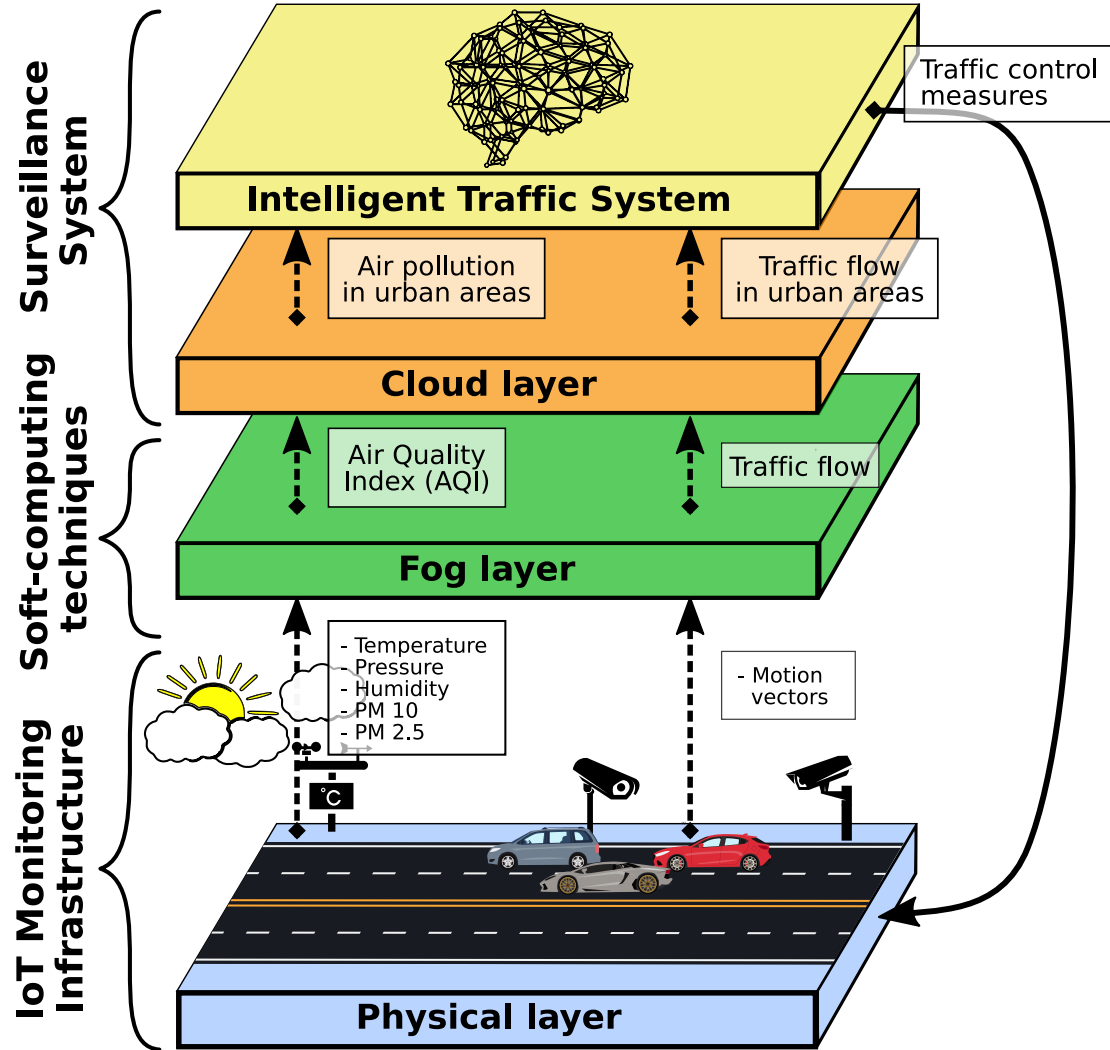 Surveillance
System
Traffic control
measures
Intelligent Traffic System
Air pollution
in urban areas
Traffic flow
in urban areas
Cloud layer
Soft-computing
techniques
Air Quality
Index (AQI)
Traffic flow
Fog layer
IoT Monitoring
Infrastructure
- Temperature
- Pressure
- Humidity
- PM 10
- PM 2.5
- Motion
vectors
°C
Physical layer